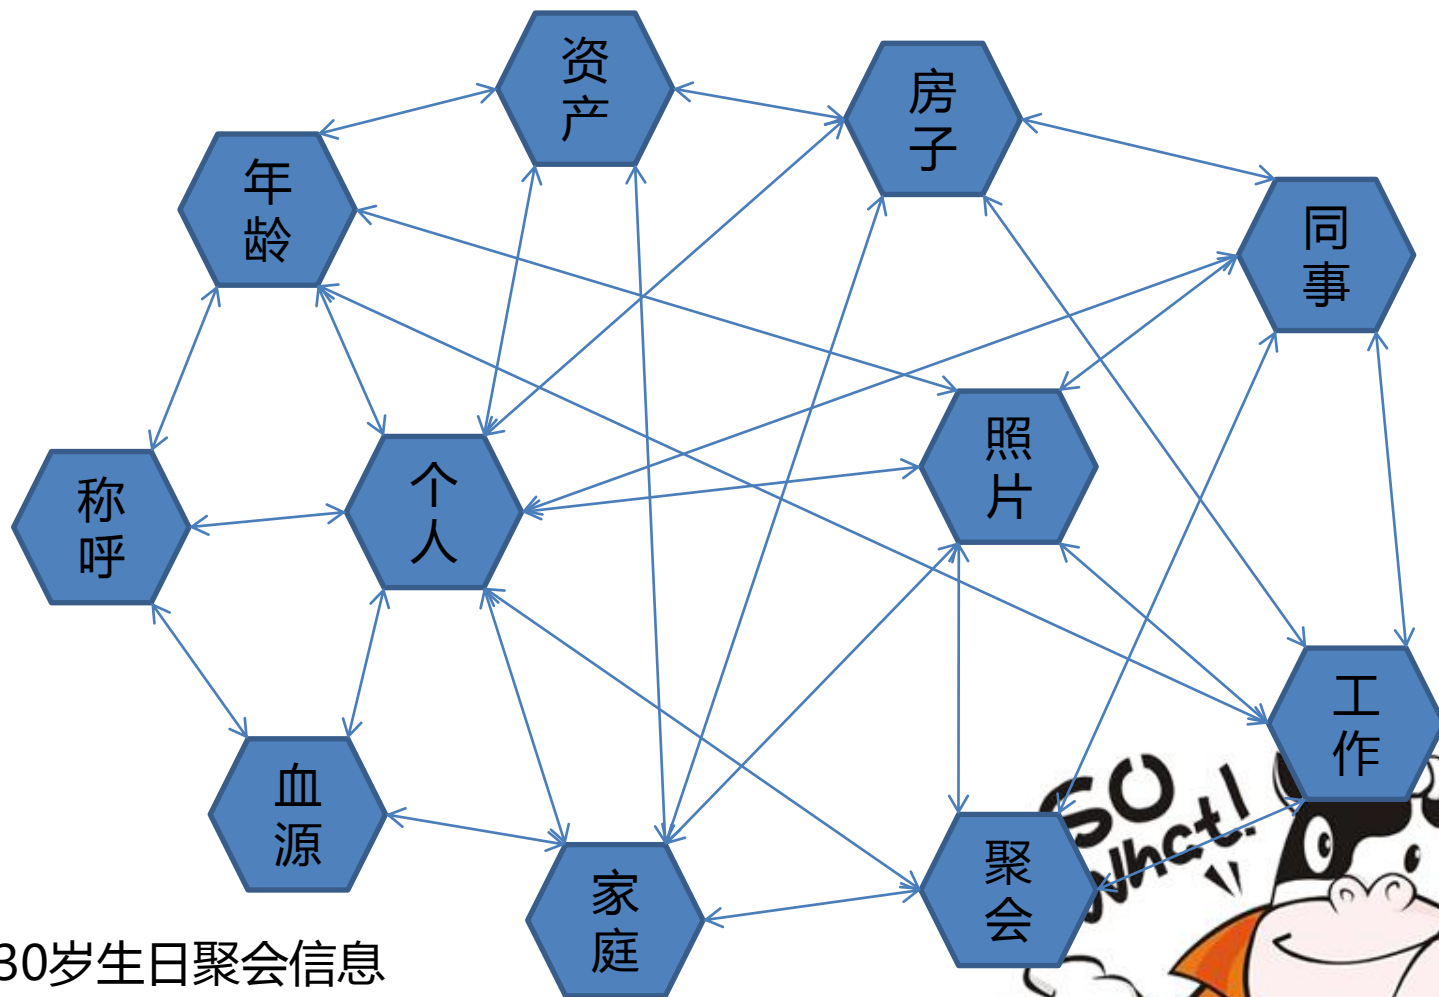 资
产
房
子
年
龄
同
事
照
片
个
人
称
呼
工
作
血
源
SO
What!
聚
会
家
庭
30岁生日聚会信息